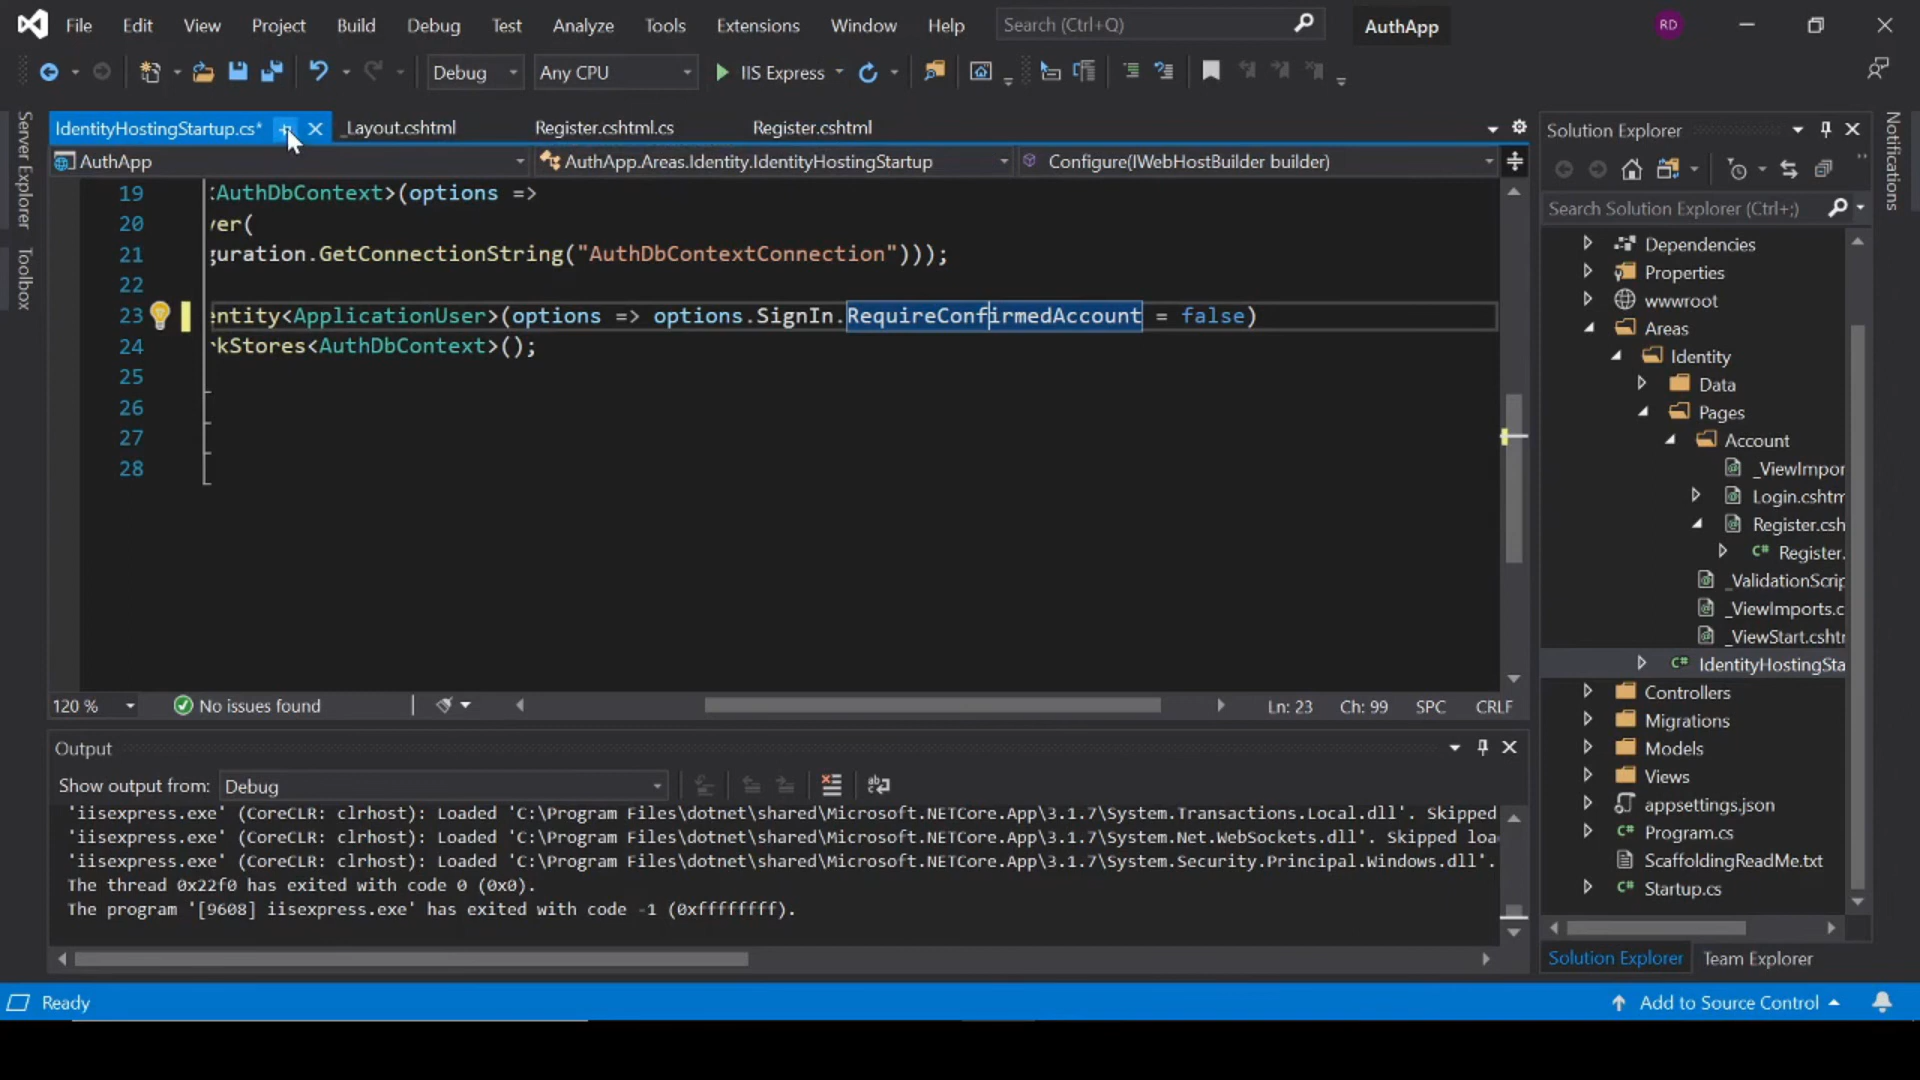 File Edit View Project Build Debug Test Analyze Tools Extensions Window Help Search (Ctrl+Q) AuthApp RD
Debug Any CPU IIS Express
Server Explorer
Toolbox
IdentityHostingStartup.cs* _Layout.cshtml Register.cshtml.cs Register.cshtml
AuthApp AuthApp.Areas.Identity.IdentityHostingStartup Configure(IWebHostBuilder builder)
19 <AuthDbContext>(options =>
20 ver(
21 guration.GetConnectionString("AuthDbContextConnection")));
22
23 entity<ApplicationUser>(options => options.SignIn.RequireConfirmedAccount = false)
24 rkStores<AuthDbContext>();
25
26
27
28
120 % No issues found Ln: 23 Ch: 99 SPC CRLF
Output
Show output from: Debug
'iisexpress.exe' (CoreCLR: clrhost): Loaded 'C:\Program Files\dotnet\shared\Microsoft.NETCore.App\3.1.7\System.Transactions.Local.dll'. Skipped
'iisexpress.exe' (CoreCLR: clrhost): Loaded 'C:\Program Files\dotnet\shared\Microsoft.NETCore.App\3.1.7\System.Net.WebSockets.dll'. Skipped loa
'iisexpress.exe' (CoreCLR: clrhost): Loaded 'C:\Program Files\dotnet\shared\Microsoft.NETCore.App\3.1.7\System.Security.Principal.Windows.dll'.
The thread 0x22f0 has exited with code 0 (0x0).
The program '[9608] iisexpress.exe' has exited with code -1 (0xffffffff).
Solution Explorer
Search Solution Explorer (Ctrl+;)
Dependencies
Properties
wwwroot
Areas
Identity
Data
Pages
Account
_ViewImpor
Login.cshtm
Register.csh
C# Register.
_ValidationScrip
_ViewImports.c
_ViewStart.cshtr
C# IdentityHostingSta
Controllers
Migrations
Models
Views
appsettings.json
C# Program.cs
ScaffoldingReadMe.txt
C# Startup.cs
Solution Explorer Team Explorer
Notifications
Ready Add to Source Control